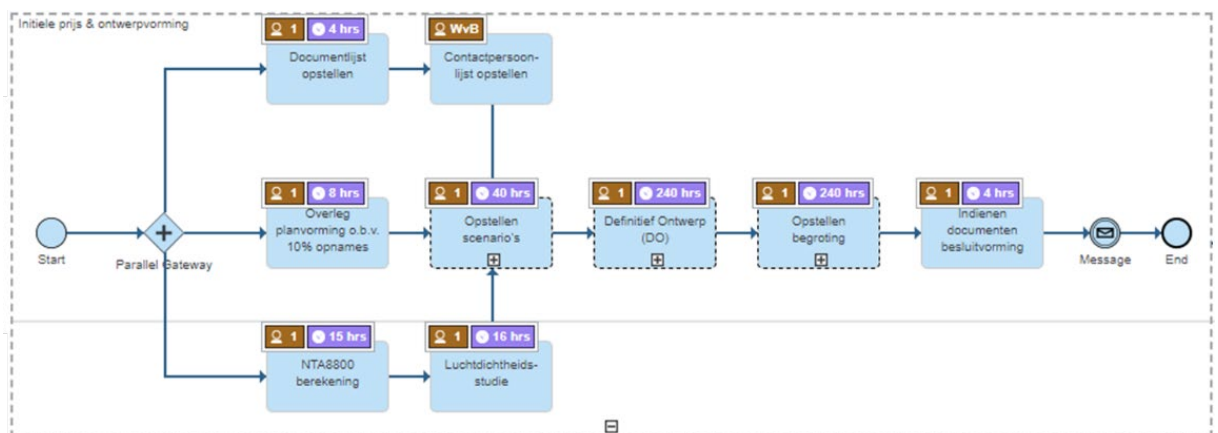 Initiele prijs & ontwerpvorming
1 4 hrs
Documentlijst
opstellen
WvB
Contactpersoon-
lijst opstellen
Start
Parallel Gateway
1 8 hrs
Overleg
planvorming o.b.v.
10% opnames
1 40 hrs
Opstellen
scenario's
1 240 hrs
Definitief Ontwerp
(DO)
1 240 hrs
Opstellen
begroting
1 4 hrs
Indienen
documenten
besluitvorming
Message
End
1 15 hrs
NTA8800
berekening
1 16 hrs
Luchtdichtheids-
studie